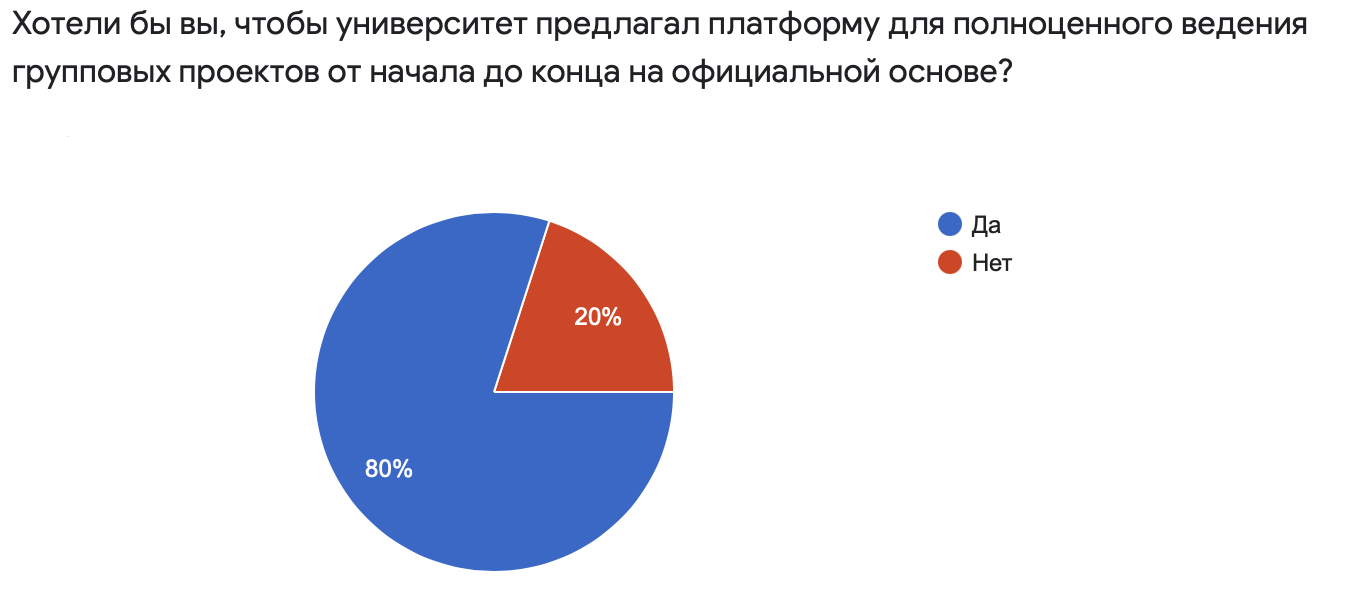 Хотели бы вы, чтобы университет предлагал платформу для полноценного ведения
групповых проектов от начала до конца на официальной основе?
Да
Нет
20%
80%